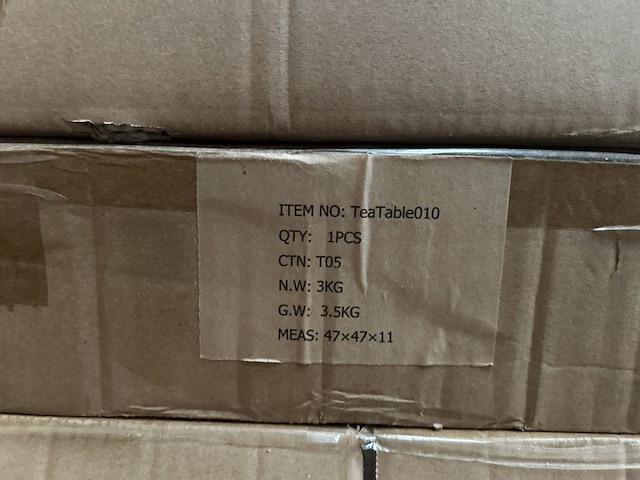 ITEM NO: TeaTable010
QTY: 1PCS
CTN: T05
N.W: 3KG
G.W: 3.5KG
MEAS: 47×47×11